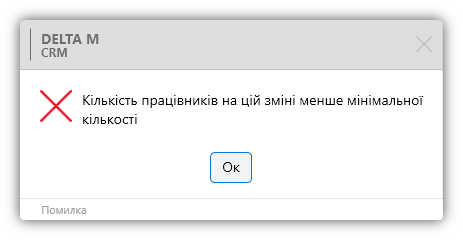 DELTA M
CRM
Кількість працівників на цій зміні менше мінімальної
кількості
Ок
Помилка